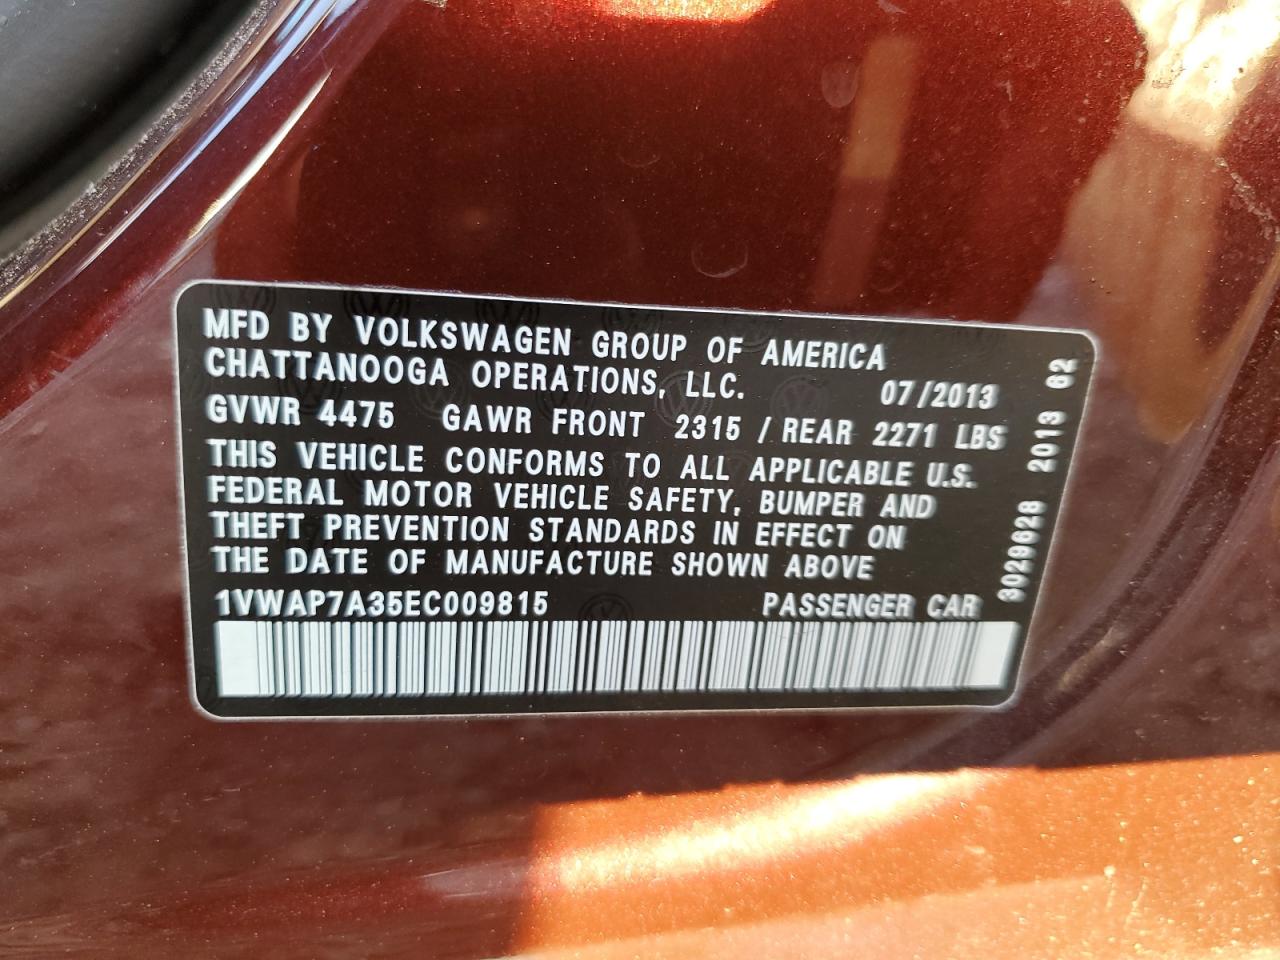 MFD BY VOLKSWAGEN GROUP OF AMERICA
CHATTANOOGA OPERATIONS, LLC. 07/2013
GVWR 4475 GAWR FRONT 2315 / REAR 2271 LBS
THIS VEHICLE CONFORMS TO ALL APPLICABLE U.S.
FEDERAL MOTOR VEHICLE SAFETY, BUMPER AND
THEFT PREVENTION STANDARDS IN EFFECT ON
THE DATE OF MANUFACTURE SHOWN ABOVE
1VWAP7A35EC009815 PASSENGER CAR
3029628 2013 62